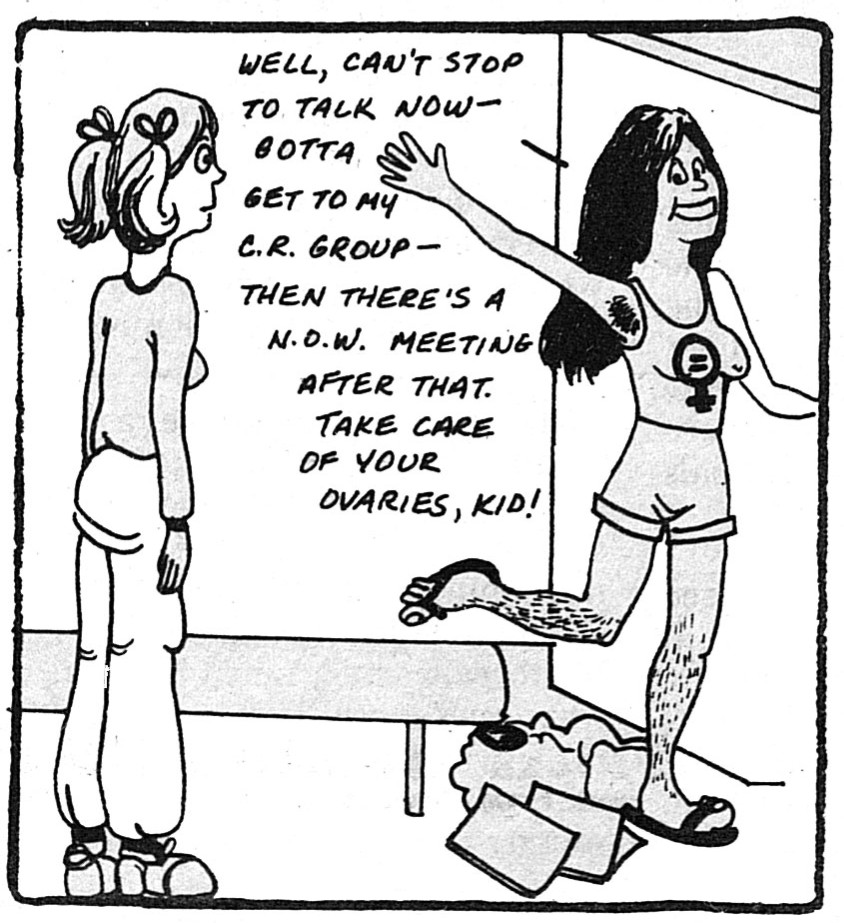 WELL, CAN'T STOP
TO TALK NOW—
GOTTA
GET TO MY
C.R. GROUP—
THEN THERE'S A
N.O.W. MEETING
AFTER THAT.
TAKE CARE
OF YOUR
OVARIES, KID!